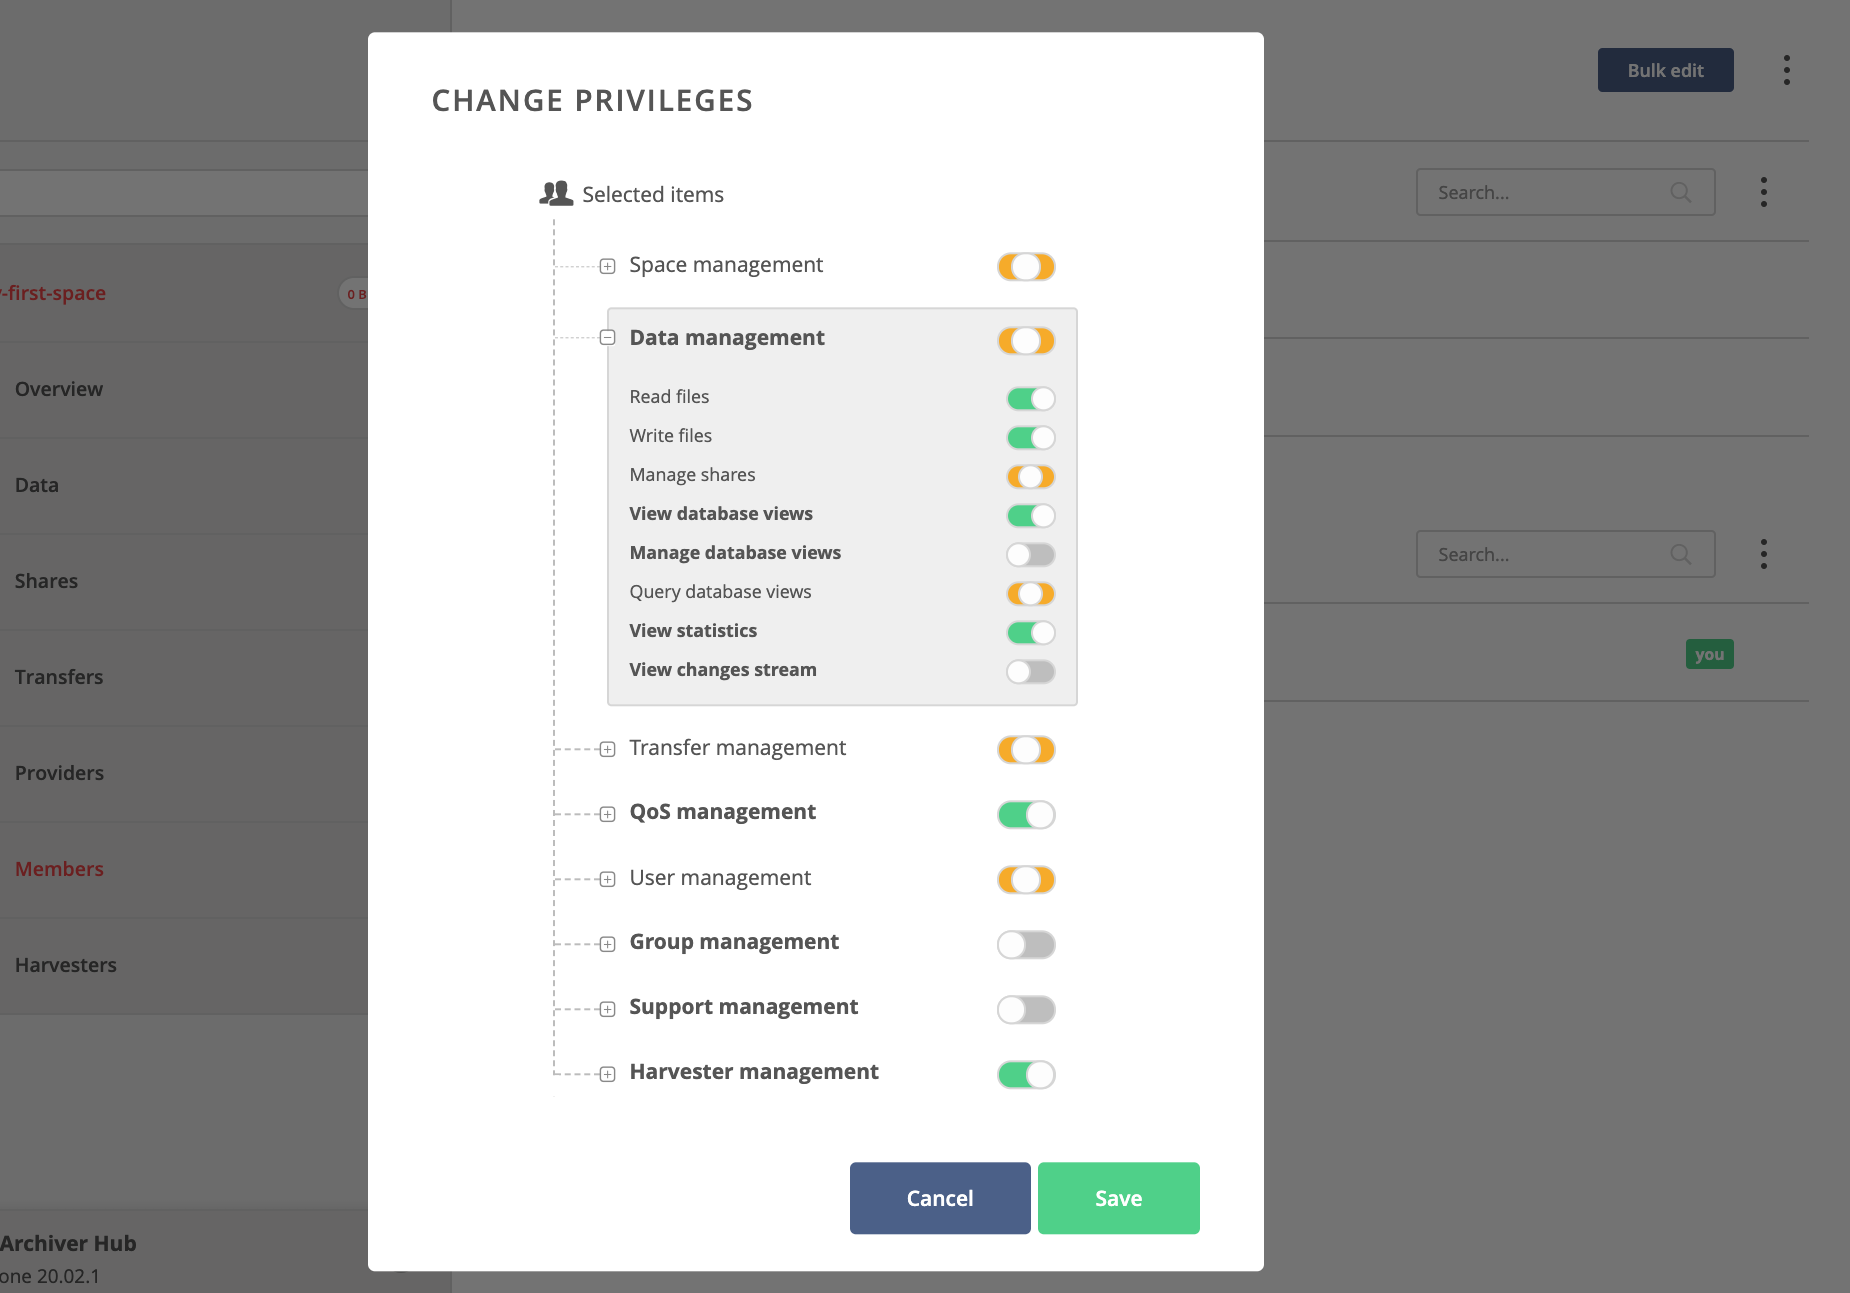 Bulk edit
CHANGE PRIVILEGES
Selected items
Search...
Space management
-first-space
0 B
Data management
Overview
Read files
Write files
Manage shares
Data
View database views
Manage database views
Search...
Shares
Query database views
View statistics
you
View changes stream
Transfers
Transfer management
Providers
QoS management
Members
User management
Group management
Harvesters
Support management
Harvester management
Cancel
Save
Archiver Hub
one 20.02.1